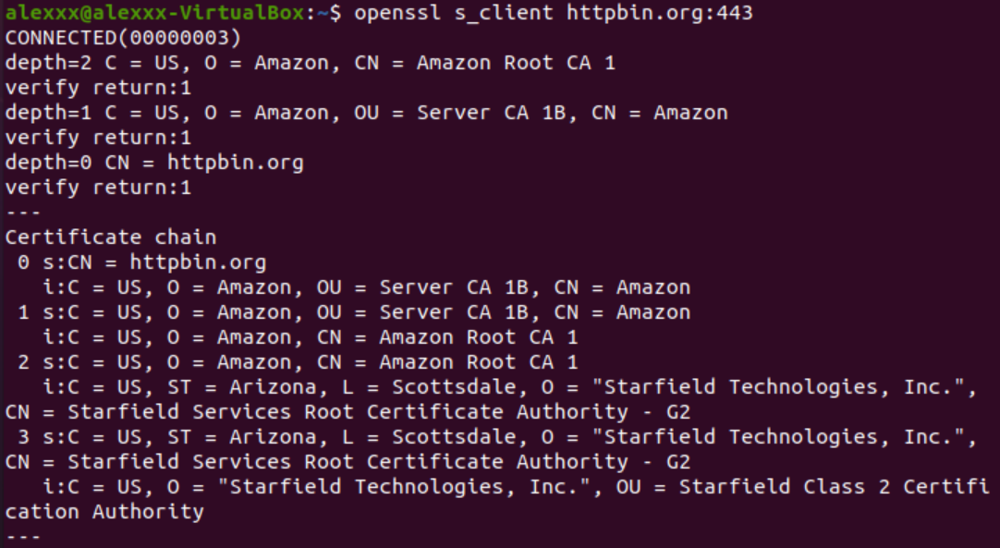 alexxx@alexxx-VirtualBox:~$ openssl s_client httpbin.org:443
CONNECTED(00000003)
depth=2 C = US, O = Amazon, CN = Amazon Root CA 1
verify return:1
depth=1 C = US, O = Amazon, OU = Server CA 1B, CN = Amazon
verify return:1
depth=0 CN = httpbin.org
verify return:1
---
Certificate chain
 0 s:CN = httpbin.org
   i:C = US, O = Amazon, OU = Server CA 1B, CN = Amazon
 1 s:C = US, O = Amazon, OU = Server CA 1B, CN = Amazon
   i:C = US, O = Amazon, CN = Amazon Root CA 1
 2 s:C = US, O = Amazon, CN = Amazon Root CA 1
   i:C = US, ST = Arizona, L = Scottsdale, O = "Starfield Technologies, Inc.",
CN = Starfield Services Root Certificate Authority - G2
 3 s:C = US, ST = Arizona, L = Scottsdale, O = "Starfield Technologies, Inc.",
CN = Starfield Services Root Certificate Authority - G2
   i:C = US, O = "Starfield Technologies, Inc.", OU = Starfield Class 2 Certifi
cation Authority
---